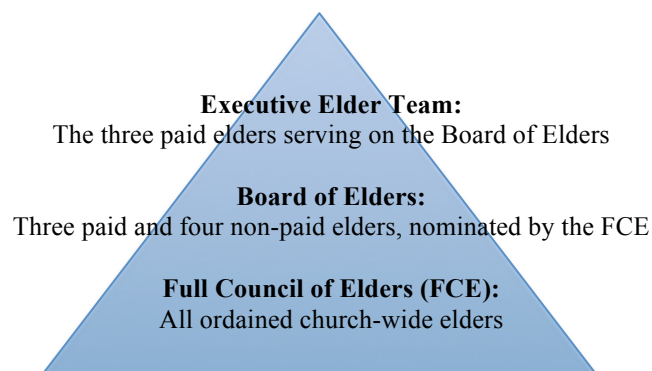 Executive Elder Team:
The three paid elders serving on the Board of Elders
Board of Elders:
Three paid and four non-paid elders, nominated by the FCE
Full Council of Elders (FCE):
All ordained church-wide elders